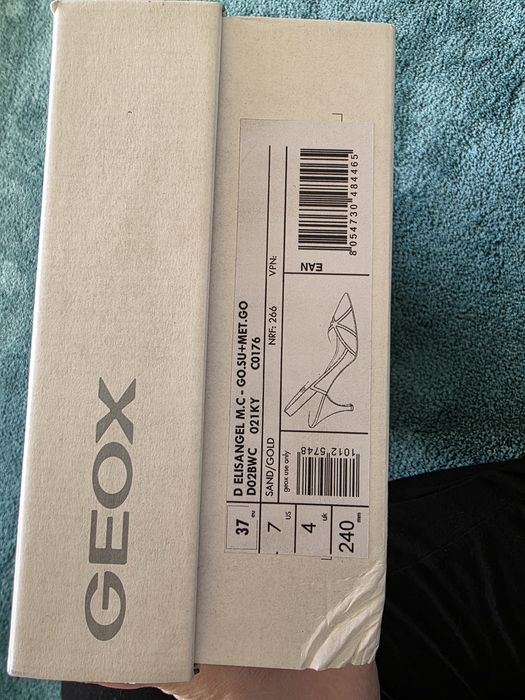 GEOX
D ELISANGEL M.C - GO.SU+MET.GO
D02BWC 021KY C0176
SAND/GOLD NRF: 266 VPN:
EAN
8 054730 484465
geox use only
1012 5748
37 eu
7 US
4 uk
240 mm